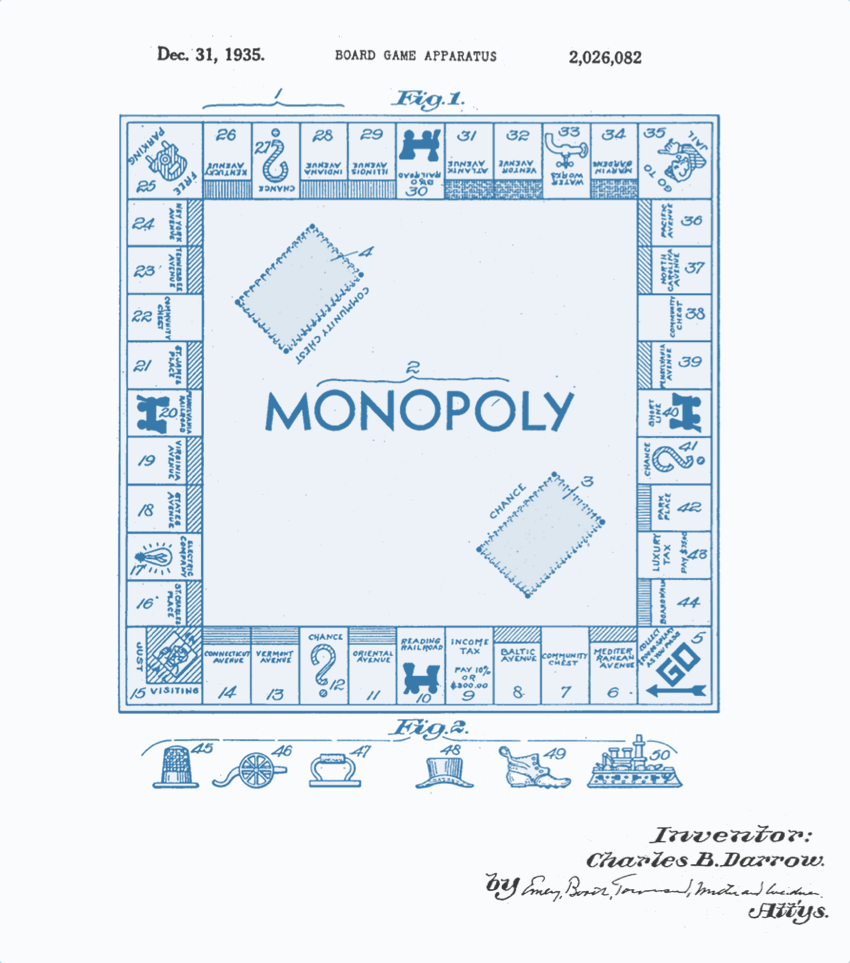 Dec. 31, 1935. BOARD GAME APPARATUS 2,026,082
1 Fig.1.
FREE
PARKING
25
26
KENTUCKY
AVENUE
27
CHANCE
28
INDIANA
AVENUE
29
ILLINOIS
AVENUE
B&O
RAILROAD
30
31
ATLANTIC
AVENUE
32
VENTNOR
AVENUE
33
WATER
WORKS
34
MARVIN
GARDENS
35
GO TO
JAIL
24
NEW YORK
AVENUE
PACIFIC
AVENUE
36
23
TENNESSEE
AVENUE
NORTH
CAROLINA
AVENUE
37
22
COMMUNITY
CHEST
COMMUNITY
CHEST
38
21
ST. JAMES
PLACE
PENNSYLVANIA
AVENUE
39
20
PENNSYLVANIA
RAILROAD
SHORT
LINE
40
19
VIRGINIA
AVENUE
CHANCE
41
18
STATES
AVENUE
PARK
PLACE
42
17
ELECTRIC
COMPANY
LUXURY
TAX
PAY $75.00
43
16
ST. CHARLES
PLACE
BOARDWALK
44
4
COMMUNITY CHEST
2
MONOPOLY
CHANCE
3
IN
JUST
15 VISITING
CONNECTICUT
AVENUE
14
VERMONT
AVENUE
13
CHANCE
12
ORIENTAL
AVENUE
11
READING
RAILROAD
10
INCOME
TAX
PAY 10%
OR
$200.00
9
BALTIC
AVENUE
8
COMMUNITY
CHEST
7
MEDITER
RANEAN
AVENUE
6
COLLECT
$200.00 SALARY
AS YOU PASS
GO
5
Fig.2.
45 46 47 48 49 50
Inventor:
Charles B. Darrow.
by Emery, Booth, Townsend,
Att'ys.